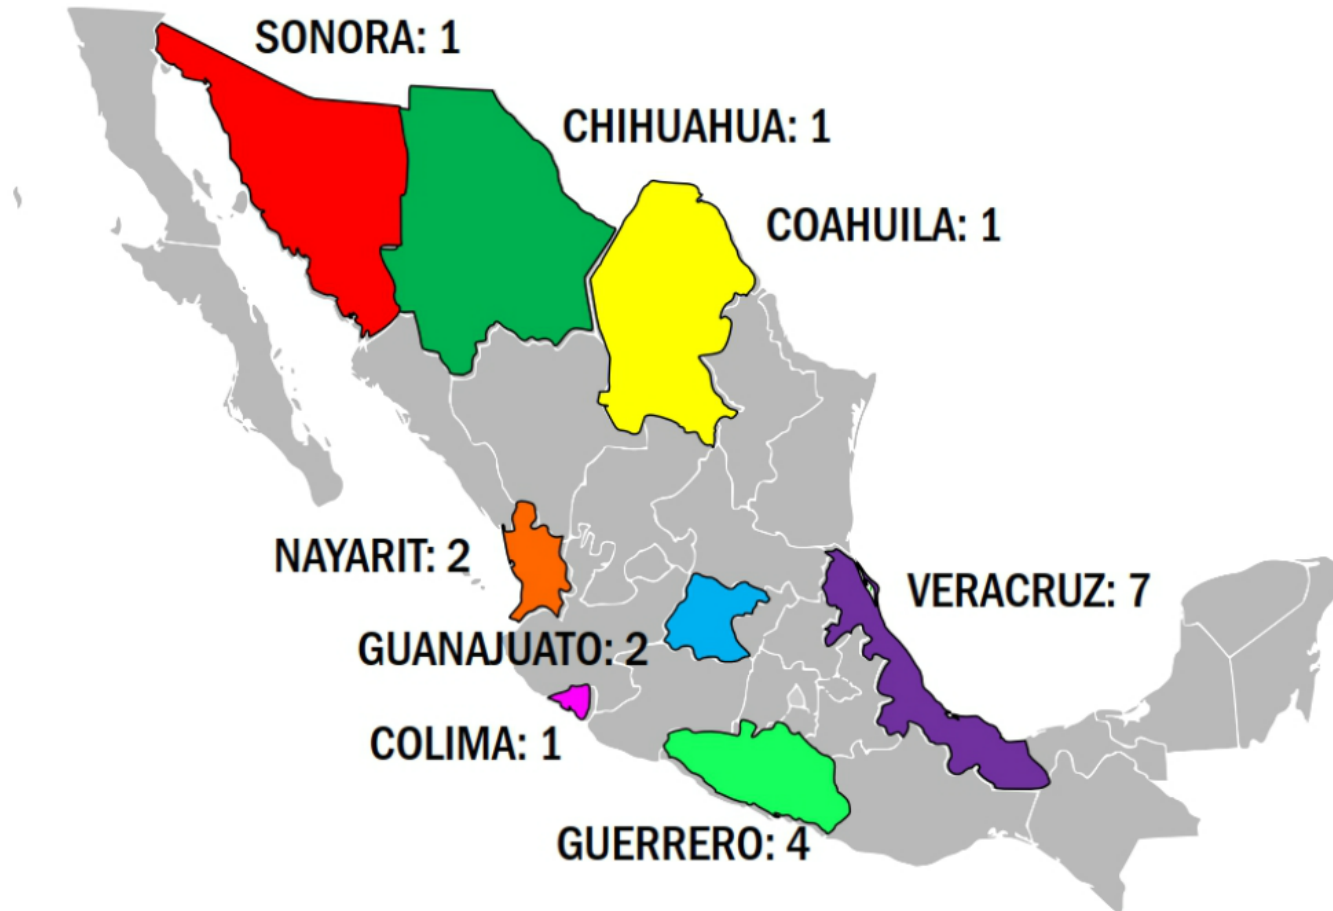 SONORA: 1
CHIHUAHUA: 1
COAHUILA: 1
NAYARIT: 2
VERACRUZ: 7
GUANAJUATO: 2
COLIMA: 1
GUERRERO: 4